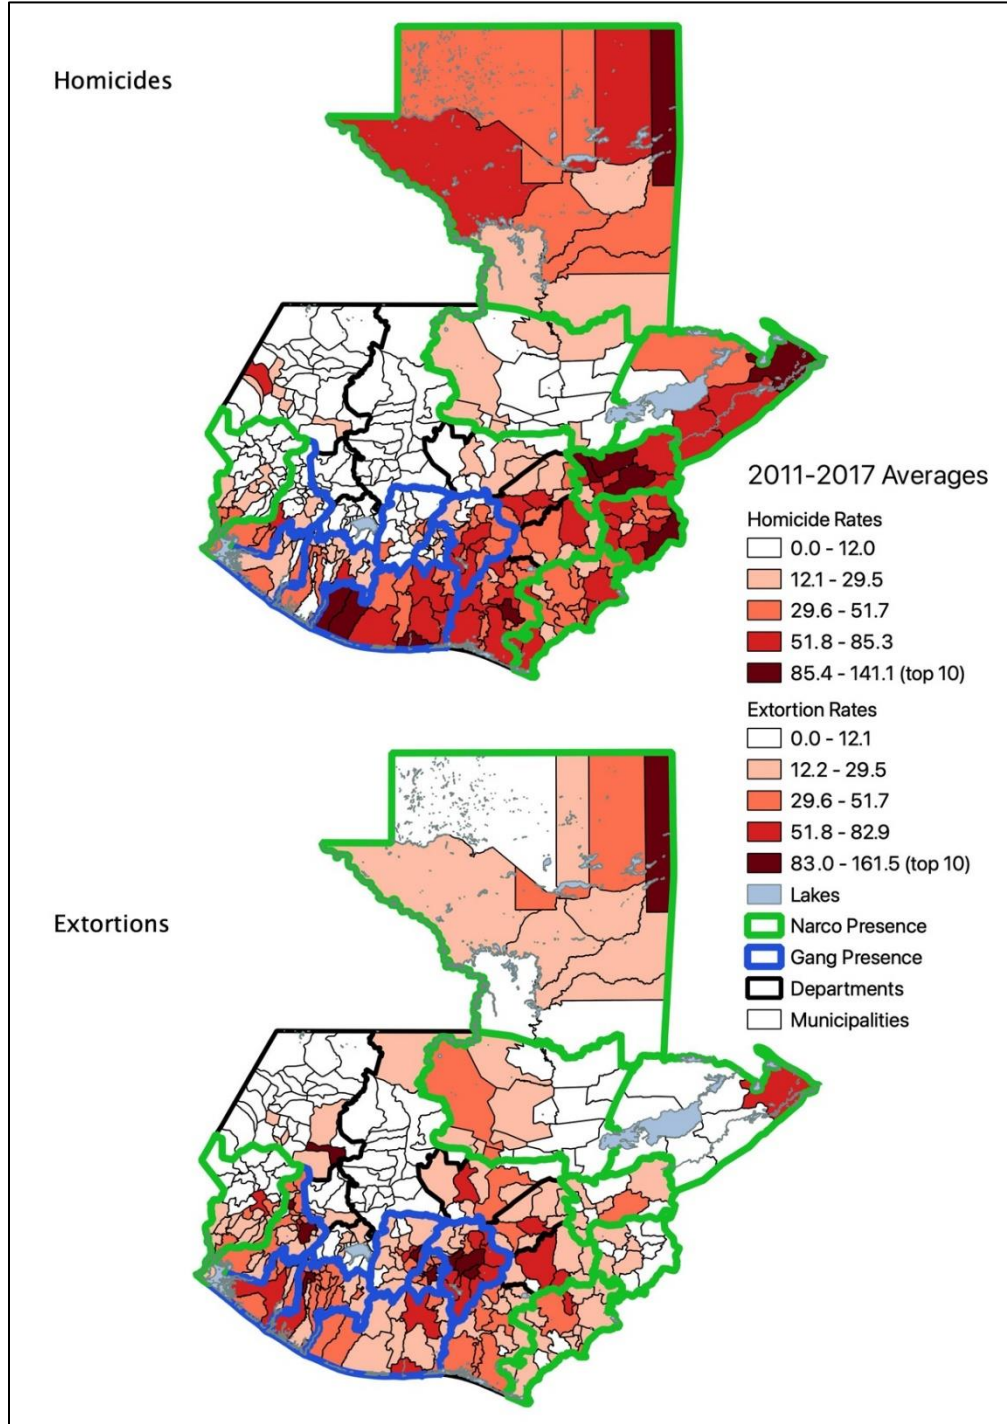 Homicides
2011-2017 Averages
Homicide Rates
0.0 - 12.0
12.1 - 29.5
29.6 - 51.7
51.8 - 85.3
85.4 - 141.1 (top 10)
Extortion Rates
0.0 - 12.1
12.2 - 29.5
29.6 - 51.7
51.8 - 82.9
83.0 - 161.5 (top 10)
Lakes
Narco Presence
Gang Presence
Departments
Municipalities
Extortions